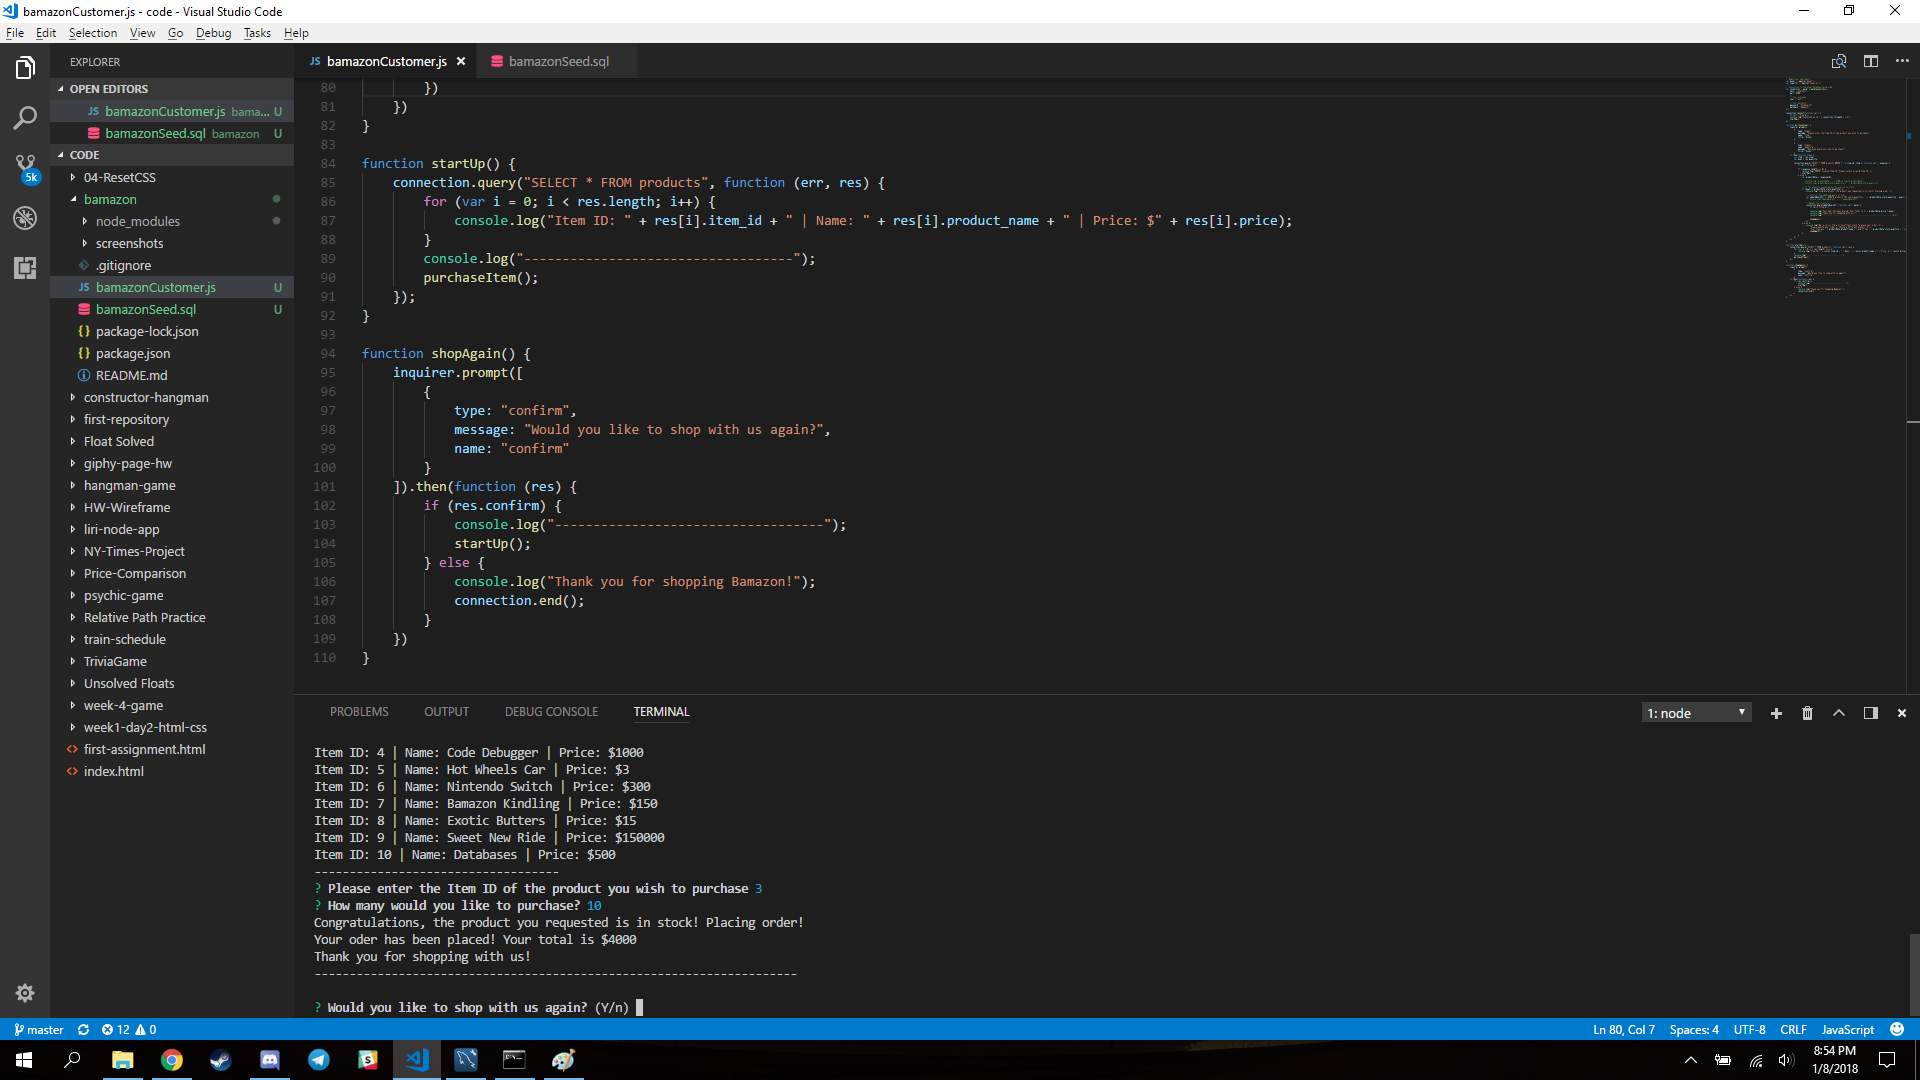 bamazonCustomer.js - code - Visual Studio Code
File Edit Selection View Go Debug Tasks Help
EXPLORER
OPEN EDITORS
JS bamazonCustomer.js bama... U
bamazonSeed.sql bamazon U
CODE
04-ResetCSS
bamazon
node_modules
screenshots
.gitignore
JS bamazonCustomer.js U
bamazonSeed.sql U
{} package-lock.json
{} package.json
README.md
constructor-hangman
first-repository
Float Solved
giphy-page-hw
hangman-game
HW-Wireframe
liri-node-app
NY-Times-Project
Price-Comparison
psychic-game
Relative Path Practice
train-schedule
TriviaGame
Unsolved Floats
week-4-game
week1-day2-html-css
<> first-assignment.html
<> index.html
5k
JS bamazonCustomer.js × bamazonSeed.sql
80 })
81 })
82 }
83
84 function startUp() {
85 connection.query("SELECT * FROM products", function (err, res) {
86 for (var i = 0; i < res.length; i++) {
87 console.log("Item ID: " + res[i].item_id + " | Name: " + res[i].product_name + " | Price: $" + res[i].price);
88 }
89 console.log("-----------------------------------");
90 purchaseItem();
91 });
92 }
93
94 function shopAgain() {
95 inquirer.prompt([
96 {
97 type: "confirm",
98 message: "Would you like to shop with us again?",
99 name: "confirm"
100 }
101 ]).then(function (res) {
102 if (res.confirm) {
103 console.log("-----------------------------------");
104 startUp();
105 } else {
106 console.log("Thank you for shopping Bamazon!");
107 connection.end();
108 }
109 })
110 }
PROBLEMS OUTPUT DEBUG CONSOLE TERMINAL
1: node
Item ID: 4 | Name: Code Debugger | Price: $1000
Item ID: 5 | Name: Hot Wheels Car | Price: $3
Item ID: 6 | Name: Nintendo Switch | Price: $300
Item ID: 7 | Name: Bamazon Kindling | Price: $150
Item ID: 8 | Name: Exotic Butters | Price: $15
Item ID: 9 | Name: Sweet New Ride | Price: $150000
Item ID: 10 | Name: Databases | Price: $500
-----------------------------------
? Please enter the Item ID of the product you wish to purchase 3
? How many would you like to purchase? 10
Congratulations, the product you requested is in stock! Placing order!
Your oder has been placed! Your total is $4000
Thank you for shopping with us!
---------------------------------------------------------------------
? Would you like to shop with us again? (Y/n)
master 12 0
Ln 80, Col 7 Spaces: 4 UTF-8 CRLF JavaScript
8:54 PM
1/8/2018